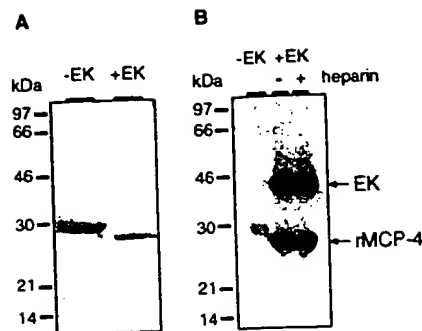 A
-EK +EK
kDa
97
66
46
30
21
14
B
-EK +EK
- + heparin
kDa
97
66
46
EK
30
rMCP-4
21
14